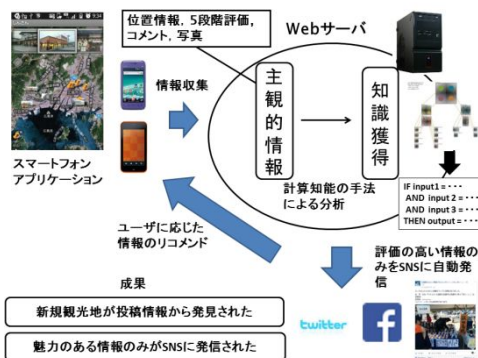 位置情報，5段階評価，
コメント，写真
Webサーバ
情報収集
主観的情報
知識獲得
スマートフォン
アプリケーション
計算知能の手法
による分析
IF input1 = ・・・
AND input2 = ・・・
AND input3 = ・・・
THEN output = ・・・
ユーザに応じた
情報のリコメンド
評価の高い情報の
みをSNSに自動発
信
成果
新規観光地が投稿情報から発見された
魅力のある情報のみがSNSに発信された
twitter